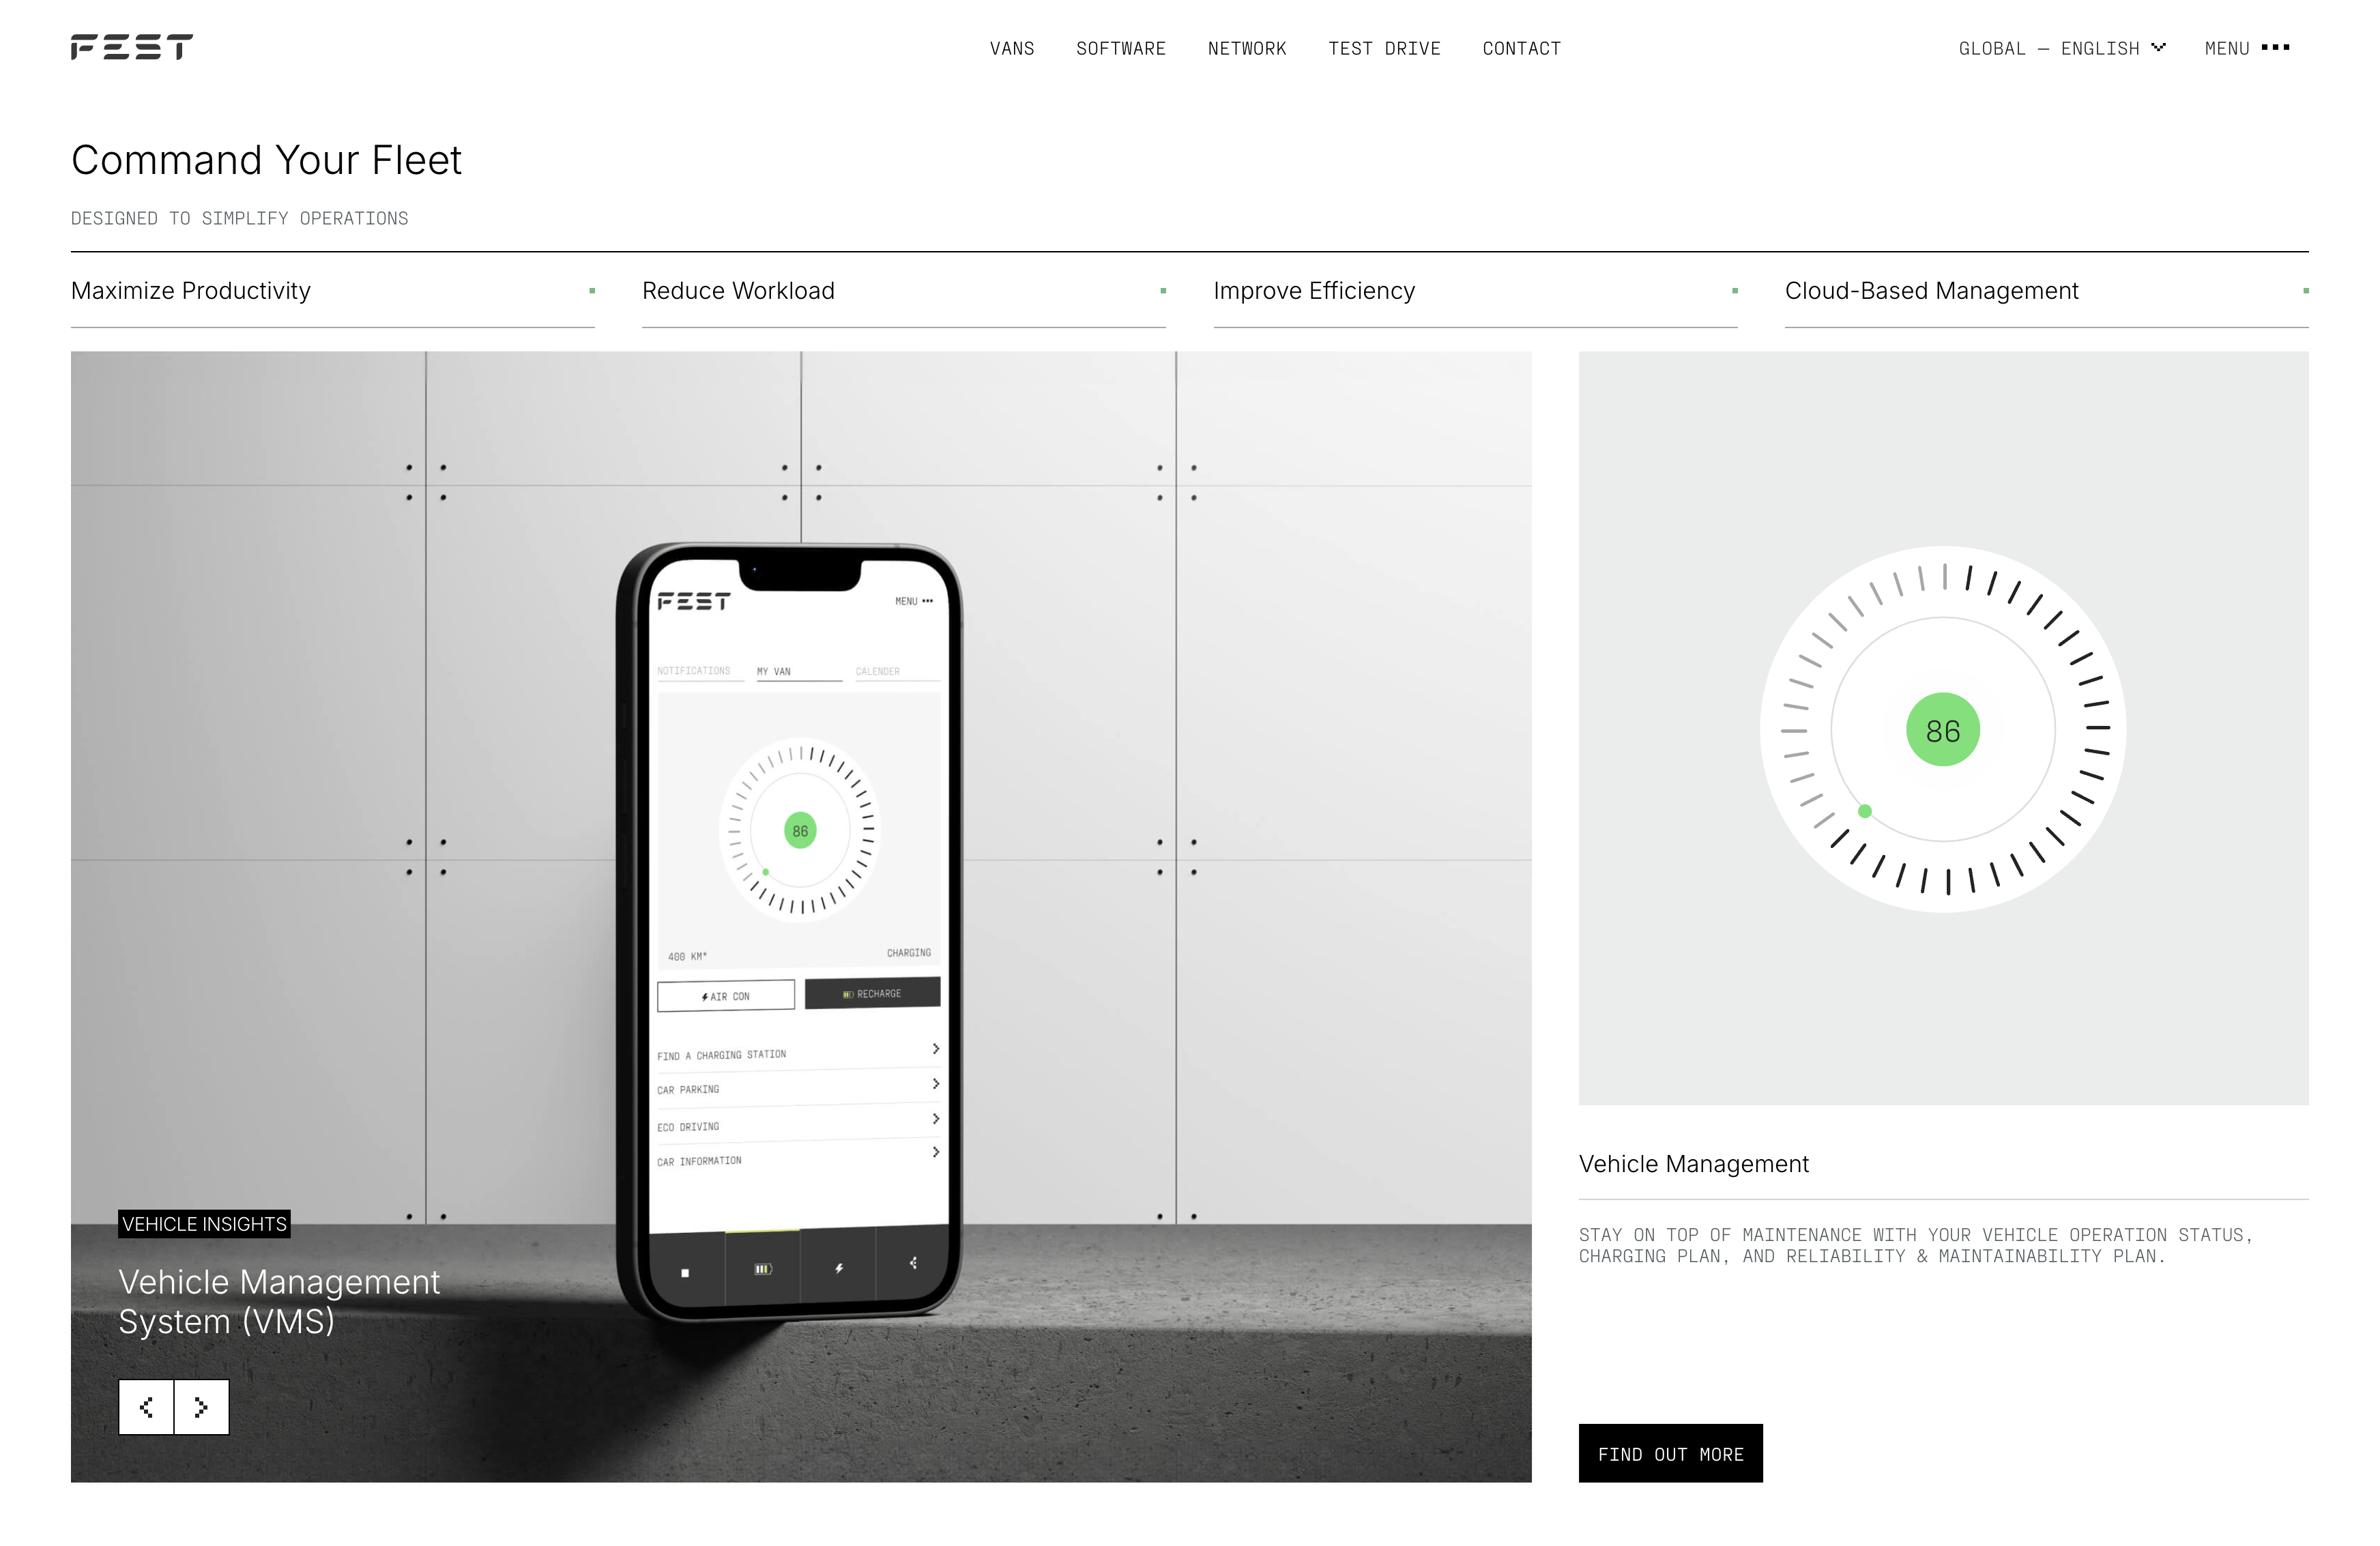 FEST
VANS
SOFTWARE
NETWORK
TEST DRIVE
CONTACT
GLOBAL — ENGLISH
MENU
Command Your Fleet
DESIGNED TO SIMPLIFY OPERATIONS
Maximize Productivity
Reduce Workload
Improve Efficiency
Cloud-Based Management
FEST
MENU
NOTIFICATIONS
MY VAN
CALENDER
86
400 KM*
CHARGING
AIR CON
RECHARGE
FIND A CHARGING STATION
CAR PARKING
ECO DRIVING
CAR INFORMATION
VEHICLE INSIGHTS
Vehicle Management
System (VMS)
86
Vehicle Management
STAY ON TOP OF MAINTENANCE WITH YOUR VEHICLE OPERATION STATUS,
CHARGING PLAN, AND RELIABILITY & MAINTAINABILITY PLAN.
FIND OUT MORE